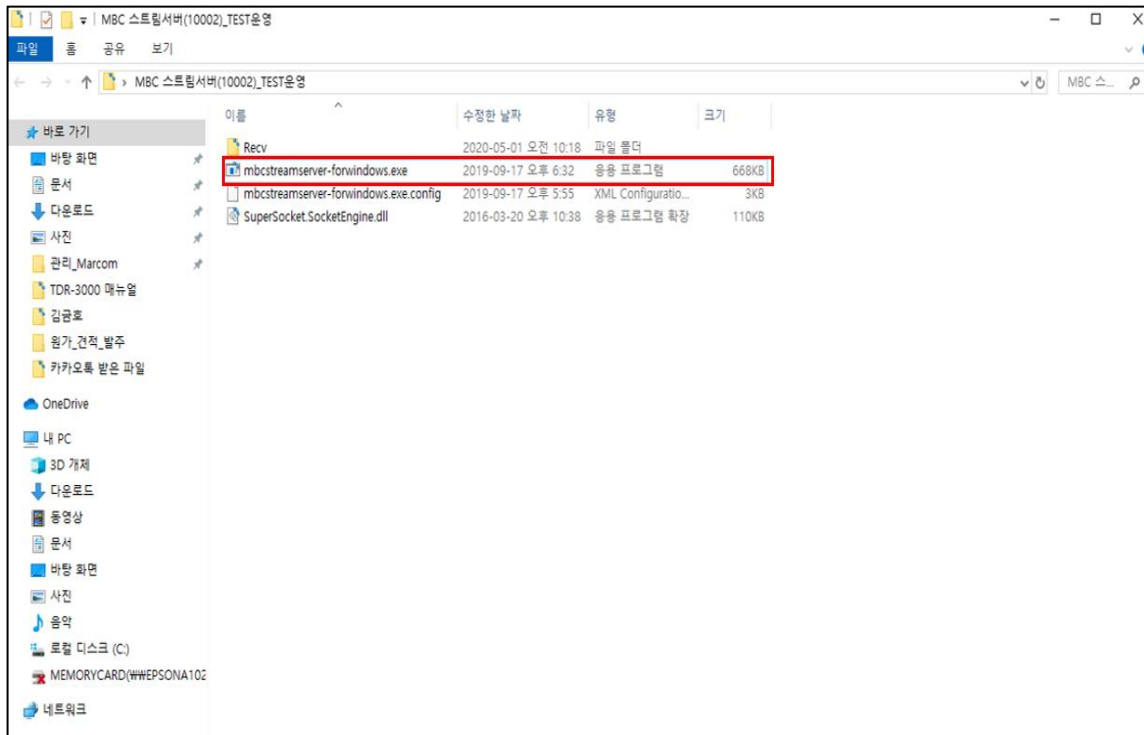 MBC 스트림서버(10002)_TEST운영
파일 홈 공유 보기
MBC 스트림서버(10002)_TEST운영 MBC 스...
이름 수정한 날짜 유형 크기
바로 가기
바탕 화면
문서
다운로드
사진
관리_Marcom
TDR-3000 매뉴얼
김금호
원가_견적_발주
카카오톡 받은 파일
OneDrive
내 PC
3D 개체
다운로드
동영상
문서
바탕 화면
사진
음악
로컬 디스크 (C:)
MEMORYCARD(₩₩EPSONA102
네트워크
Recv 2020-05-01 오전 10:18 파일 폴더
mbcstreamserver-forwindows.exe 2019-09-17 오후 6:32 응용 프로그램 668KB
mbcstreamserver-forwindows.exe.config 2019-09-17 오후 5:55 XML Configuratio... 3KB
SuperSocket.SocketEngine.dll 2016-03-20 오후 10:38 응용 프로그램 확장 110KB